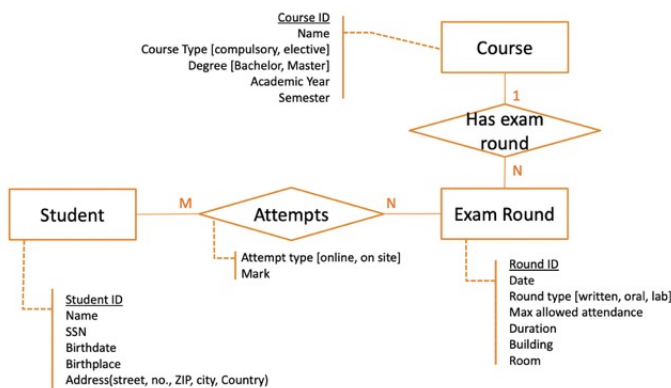 Course ID
Name
Course Type [compulsory, elective]
Degree [Bachelor, Master]
Academic Year
Semester
Course
1
Has exam
round
N
Student
M
Attempts
N
Exam Round
Attempt type [online, on site]
Mark
Student ID
Name
SSN
Birthdate
Birthplace
Address(street, no., ZIP, city, Country)
Round ID
Date
Round type [written, oral, lab]
Max allowed attendance
Duration
Building
Room